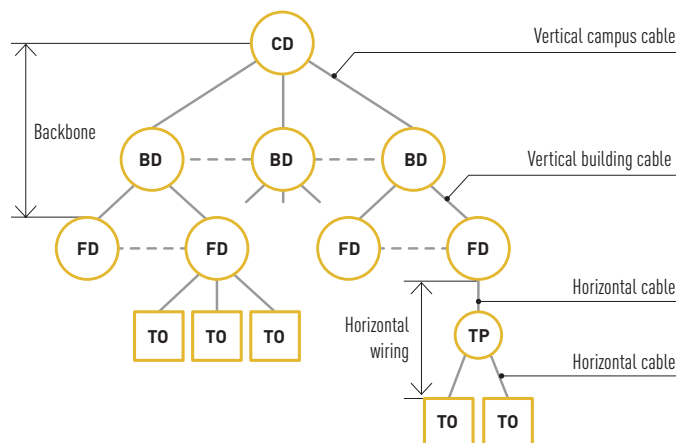 CD
Vertical campus cable
Backbone
BD
BD
BD
Vertical building cable
FD
FD
FD
FD
Horizontal cable
TO
TO
TO
Horizontal
wiring
TP
Horizontal cable
TO
TO